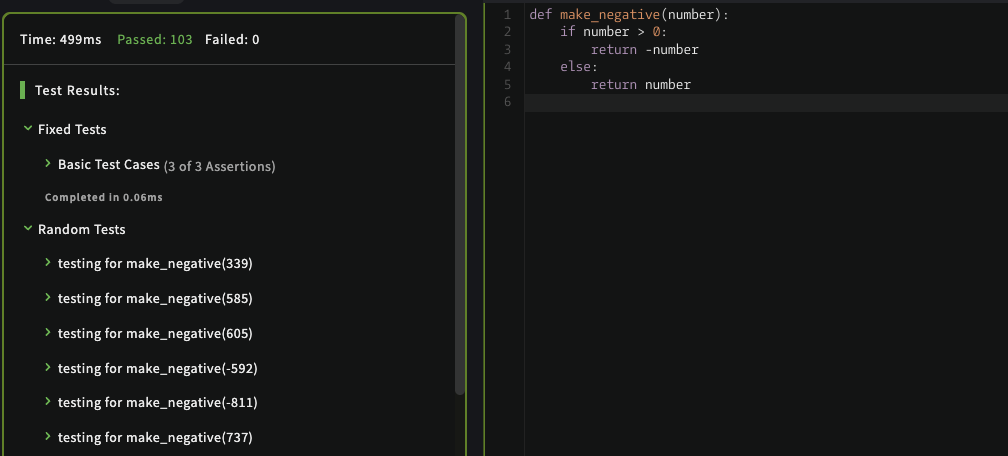 Time: 499ms Passed: 103 Failed: 0
Test Results:
Fixed Tests
Basic Test Cases (3 of 3 Assertions)
Completed in 0.06ms
Random Tests
testing for make_negative(339)
testing for make_negative(585)
testing for make_negative(605)
testing for make_negative(-592)
testing for make_negative(-811)
testing for make_negative(737)
1 def make_negative(number):
2     if number > 0:
3         return -number
4     else:
5         return number
6